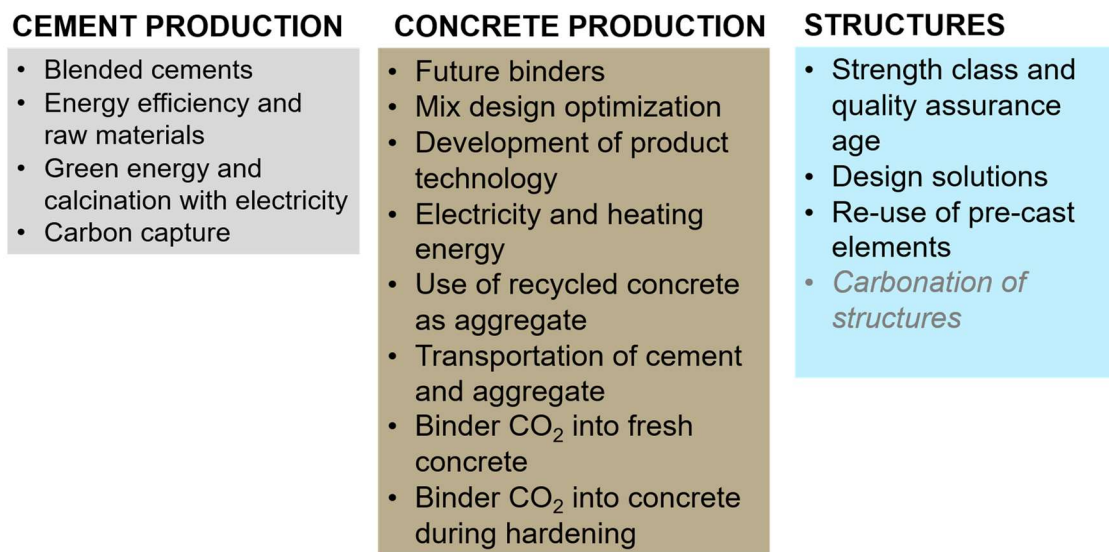 CEMENT PRODUCTION
• Blended cements
• Energy efficiency and
raw materials
• Green energy and
calcination with electricity
• Carbon capture
CONCRETE PRODUCTION
• Future binders
• Mix design optimization
• Development of product
technology
• Electricity and heating
energy
• Use of recycled concrete
as aggregate
• Transportation of cement
and aggregate
• Binder CO₂ into fresh
concrete
• Binder CO₂ into concrete
during hardening
STRUCTURES
• Strength class and
quality assurance
age
• Design solutions
• Re-use of pre-cast
elements
• Carbonation of
structures